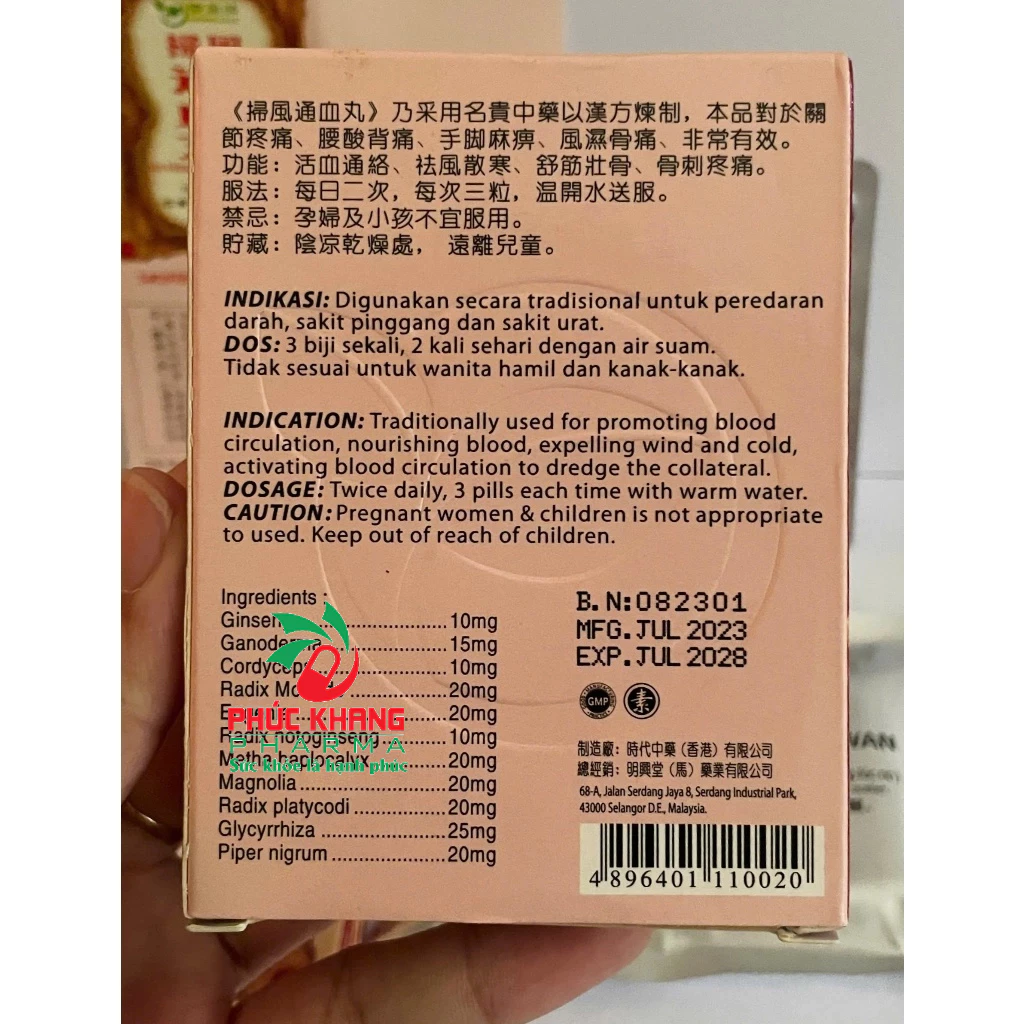 《掃風通血丸》乃采用名貴中藥以漢方煉制，本品對於關
節疼痛、腰酸背痛、手脚麻痹、風濕骨痛、非常有效。
功能：活血通絡、祛風散寒、舒筋壯骨、骨刺疼痛。
服法：每日二次，每次三粒，温開水送服。
禁忌：孕婦及小孩不宜服用。
貯藏：陰凉乾燥處， 遠離兒童。
INDIKASI: Digunakan secara tradisional untuk peredaran
darah, sakit pinggang dan sakit urat.
DOS: 3 biji sekali, 2 kali sehari dengan air suam.
Tidak sesuai untuk wanita hamil dan kanak-kanak.
INDICATION: Traditionally used for promoting blood
circulation, nourishing blood, expelling wind and cold,
activating blood circulation to dredge the collateral.
DOSAGE: Twice daily, 3 pills each time with warm water.
CAUTION: Pregnant women & children is not appropriate
to used. Keep out of reach of children.
Ingredients :
10mg
Ganoderma 15mg
Cordyceps 10mg
Radix 20mg
20mg
Radix notoginseng 10mg
Metha haplocalyx 20mg
Magnolia 20mg
Radix platycodi 20mg
Glycyrrhiza 25mg
Piper nigrum 20mg
PHÚC KHANG
PHARMA
Sức khỏe là hạnh phúc
B.N:082301
MFG.JUL 2023
EXP.JUL 2028
GMP
素
制造廠：時代中藥（香港）有限公司
總經銷：明興堂（馬）藥業有限公司
68-A, Jalan Serdang Jaya 8, Serdang Industrial Park,
43000 Selangor D.E., Malaysia.
4 896401 110020
WAN